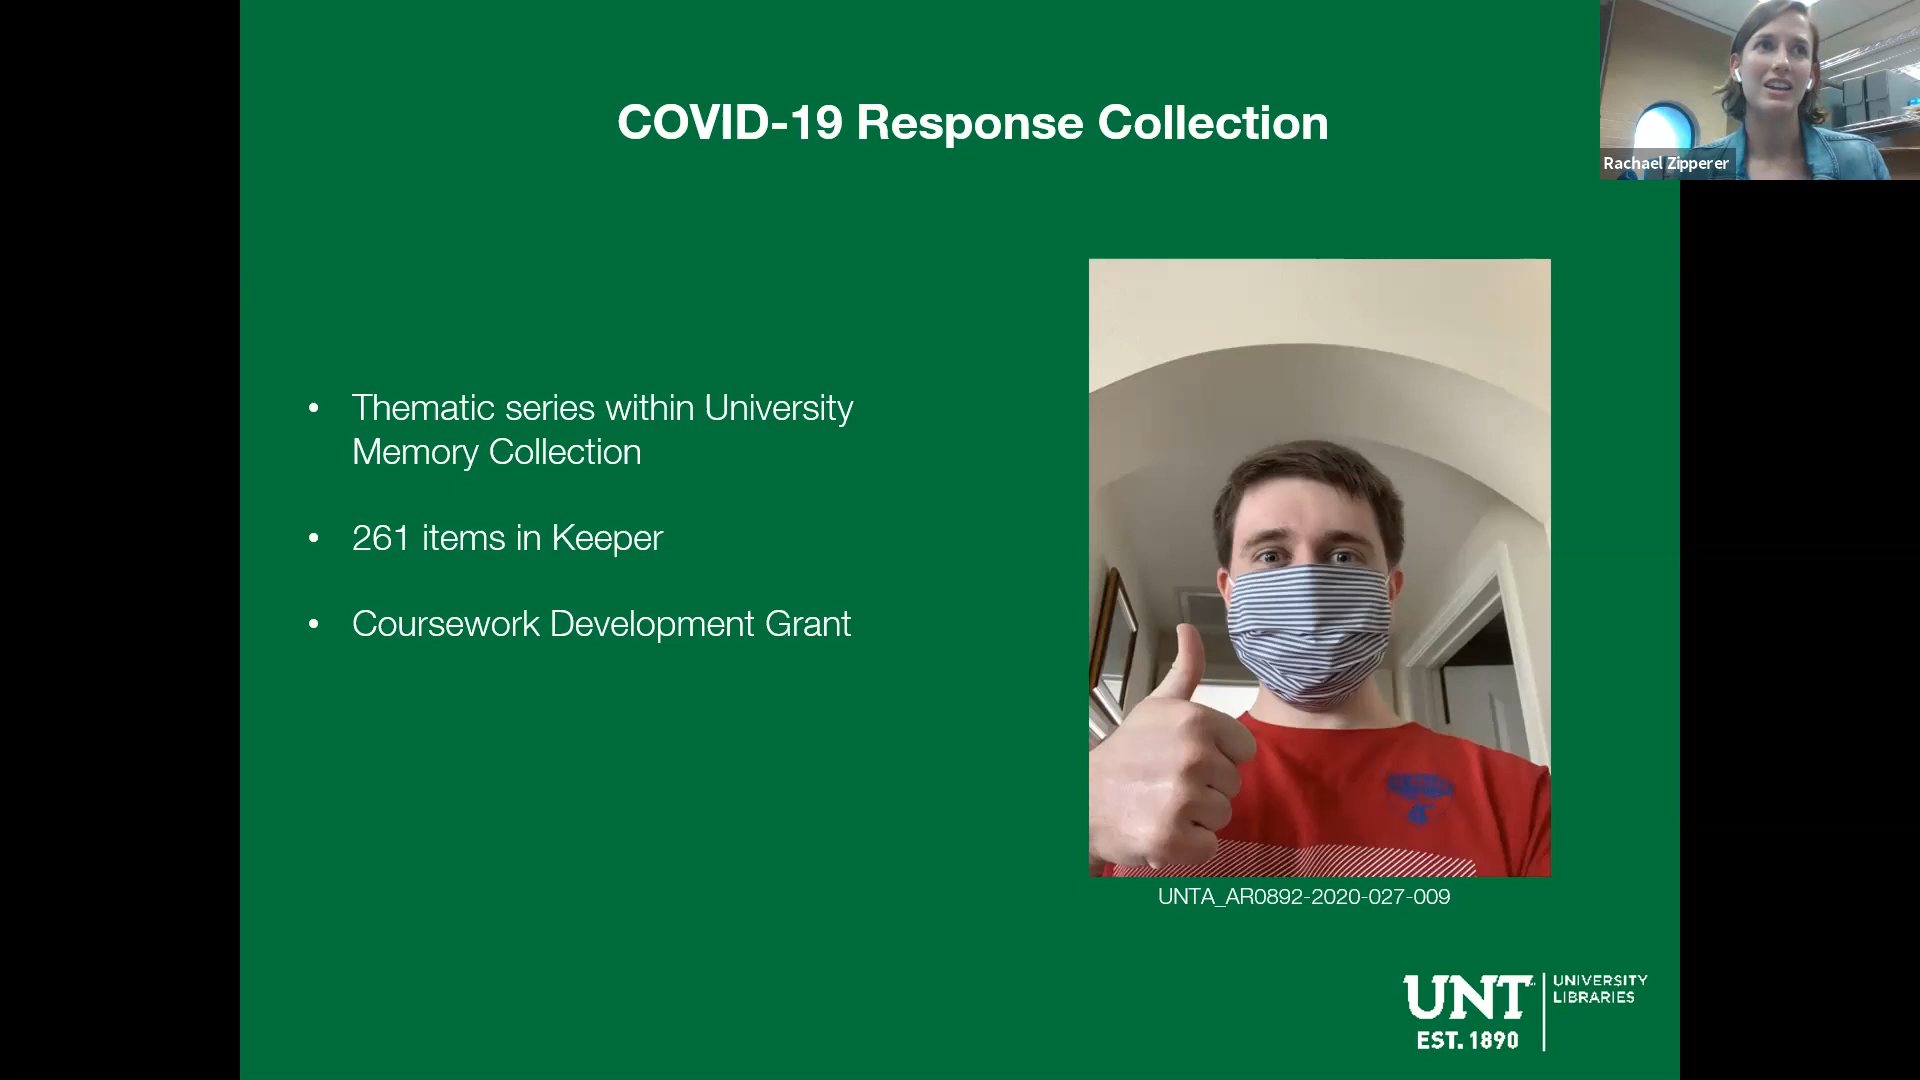 COVID-19 Response Collection
Rachael Zipperer
• Thematic series within University
Memory Collection
• 261 items in Keeper
• Coursework Development Grant
UNTA_AR0892-2020-027-009
UNT
EST. 1890
UNIVERSITY
LIBRARIES